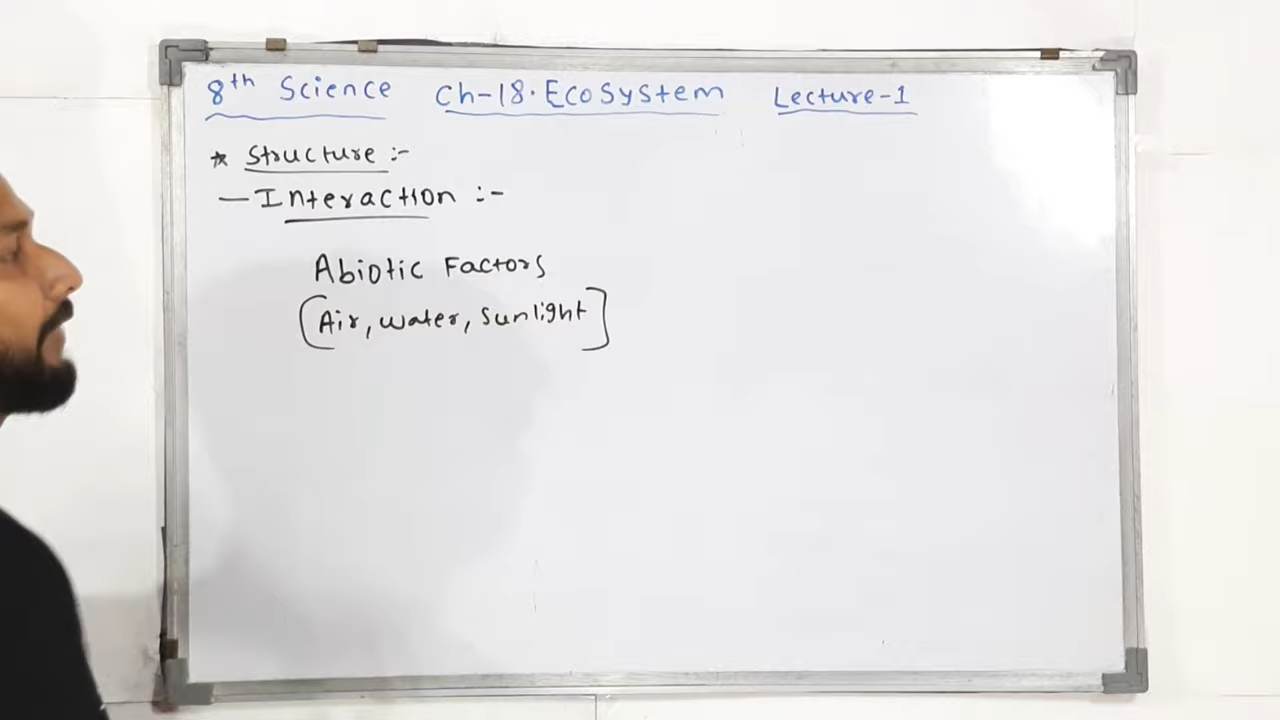 8th Science Ch-18. Ecosystem Lecture-1
* Structure :-
— Interaction :-
Abiotic Factors
[Air, water, sunlight]